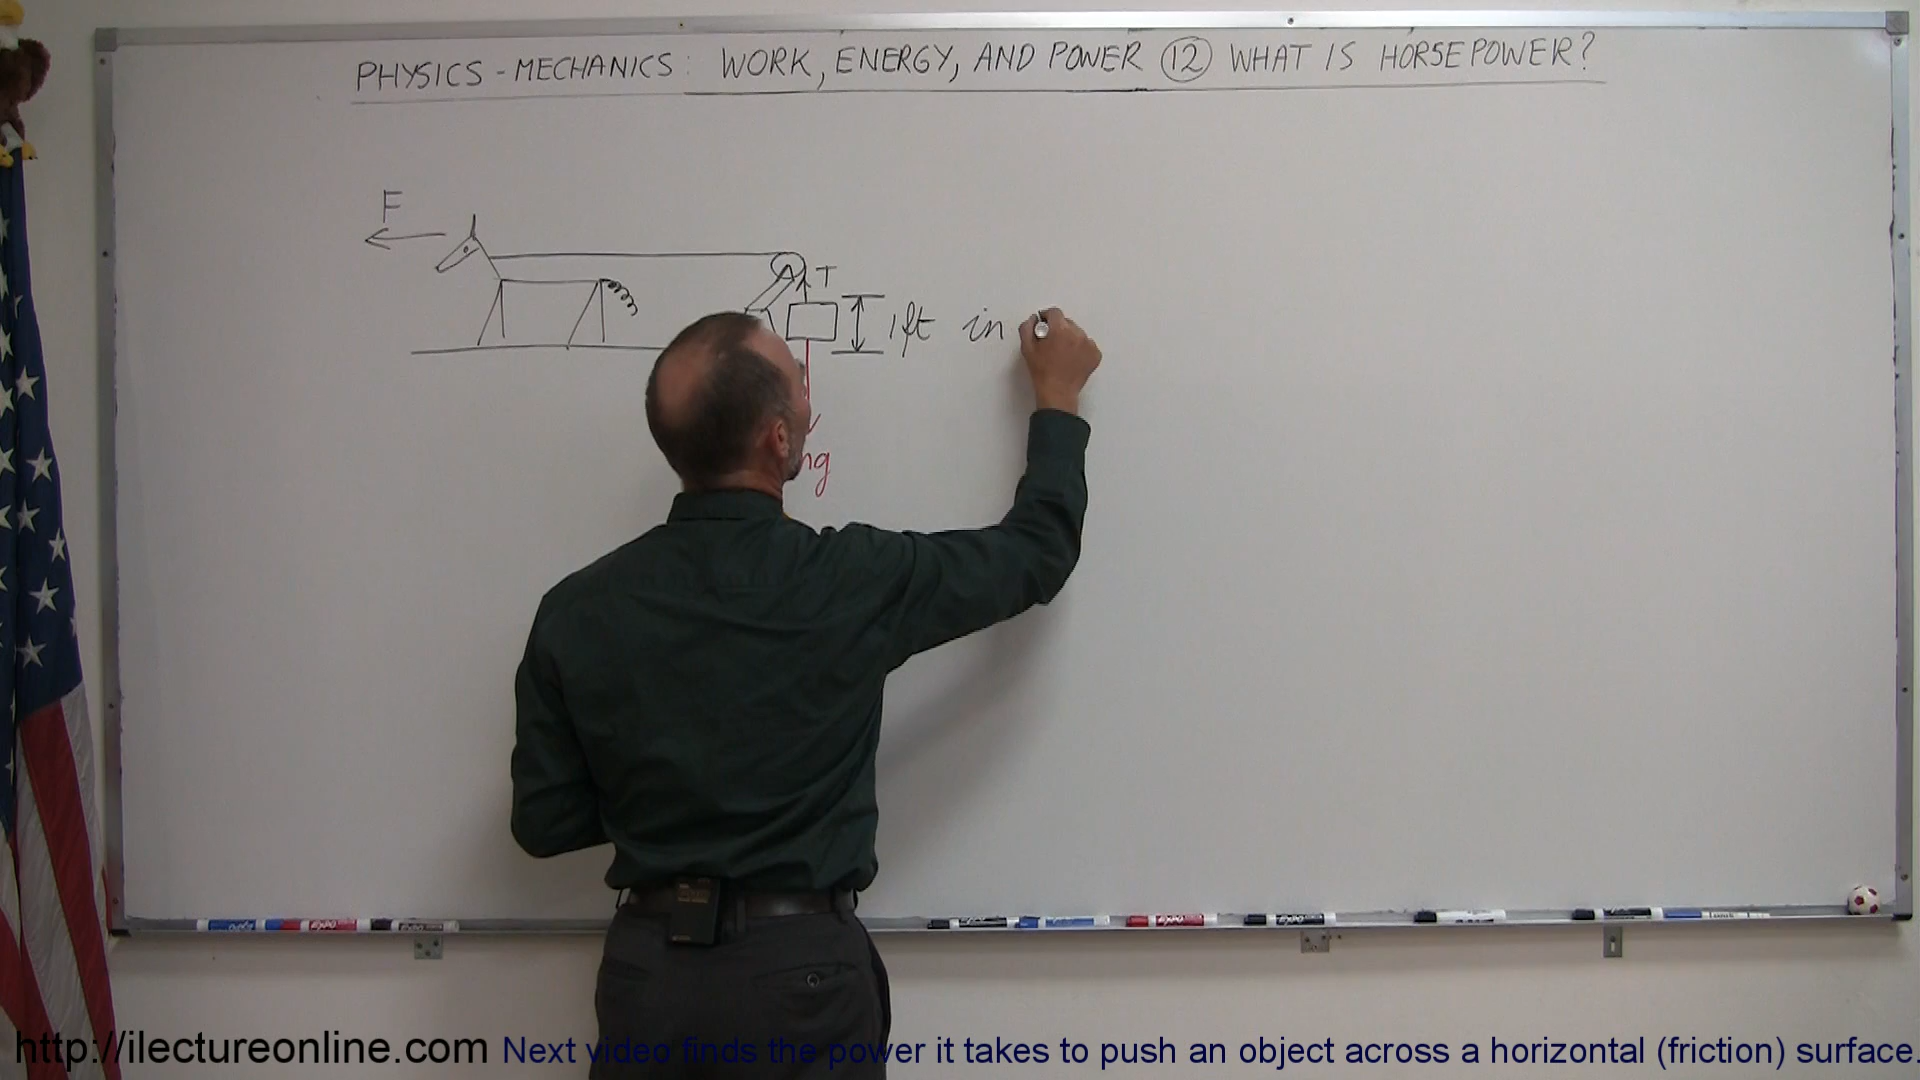 PHYSICS - MECHANICS: WORK, ENERGY, AND POWER 12 WHAT IS HORSEPOWER?
F
T
1 ft in
mg
http://ilectureonline.com Next video finds the power it takes to push an object across a horizontal (friction) surface.